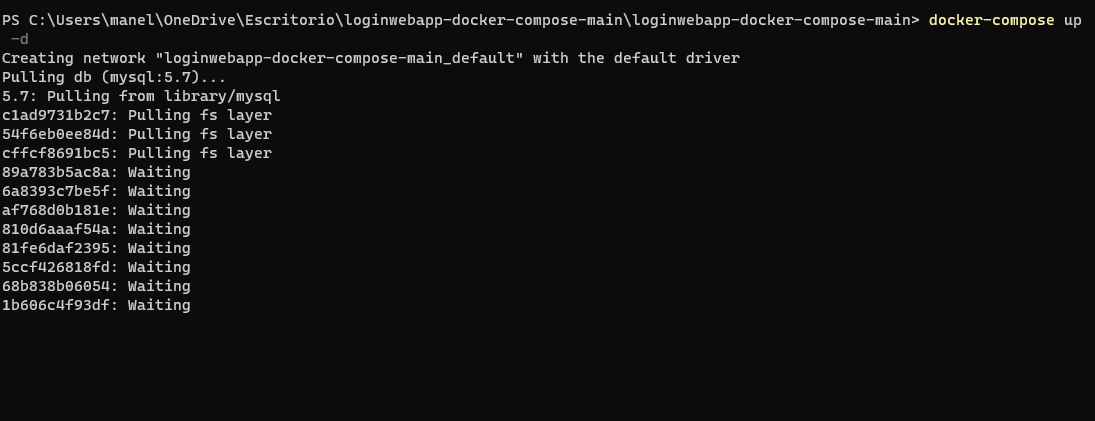 PS C:\Users\manel\OneDrive\Escritorio\loginwebapp-docker-compose-main\loginwebapp-docker-compose-main> docker-compose up
-d
Creating network "loginwebapp-docker-compose-main_default" with the default driver
Pulling db (mysql:5.7)...
5.7: Pulling from library/mysql
c1ad9731b2c7: Pulling fs layer
54f6eb0ee84d: Pulling fs layer
cffcf8691bc5: Pulling fs layer
89a783b5ac8a: Waiting
6a8393c7be5f: Waiting
af768d0b181e: Waiting
810d6aaaf54a: Waiting
81fe6daf2395: Waiting
5ccf426818fd: Waiting
68b838b06054: Waiting
1b606c4f93df: Waiting